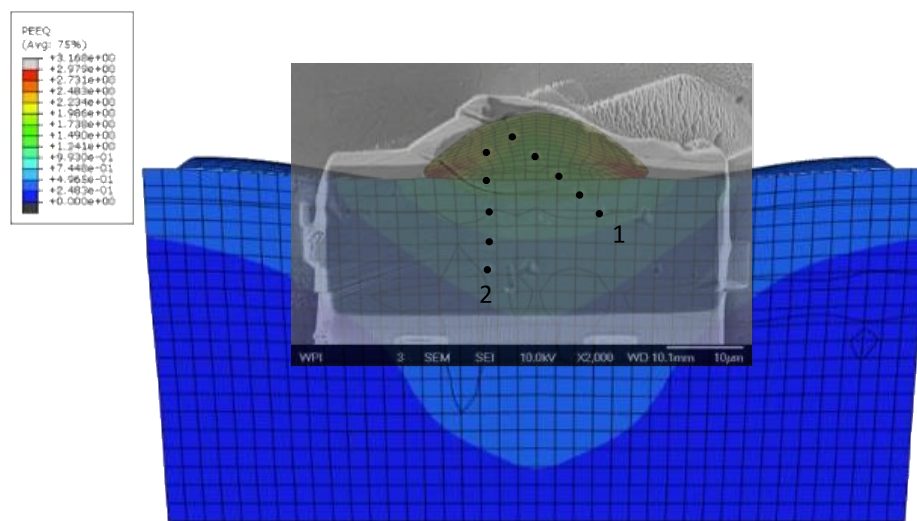 PEEQ
(Avg: 75%)
+3.168e+00
+2.979e+00
+2.731e+00
+2.483e+00
+2.234e+00
+1.986e+00
+1.738e+00
+1.490e+00
+1.241e+00
+9.930e-01
+7.448e-01
+4.965e-01
+2.483e-01
+0.000e+00
1
2
WPI 3 SEM SEI 10.0kV X2,000 WD 10.1mm 10µm